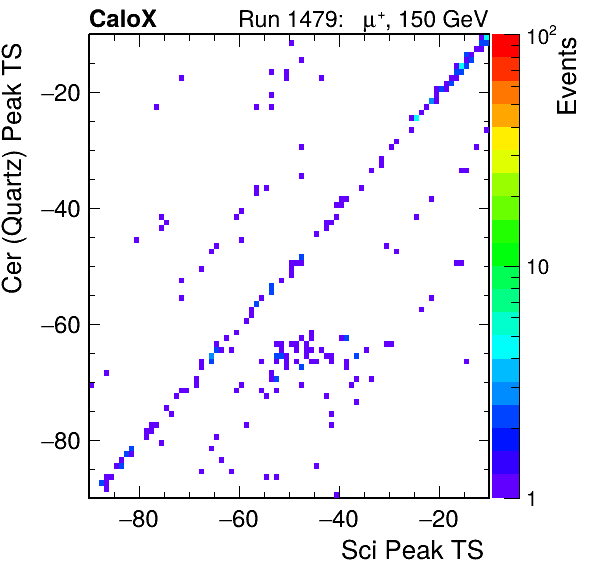 CaloX Run 1479: μ⁺, 150 GeV
Cer (Quartz) Peak TS
−20
−40
−60
−80
−80 −60 −40 −20
Sci Peak TS
10²
10
1
Events